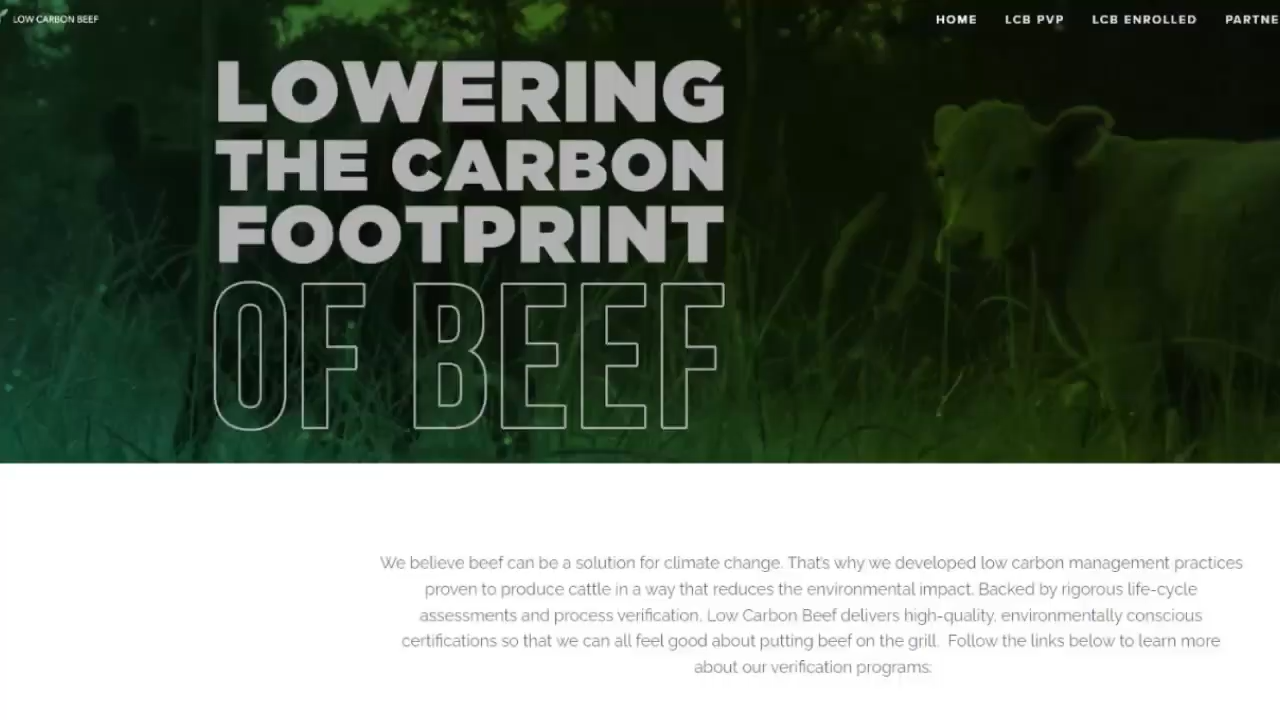 LOW CARBON BEEF
HOME LCB PVP LCB ENROLLED PARTNE
LOWERING
THE CARBON
FOOTPRINT
OF BEEF
We believe beef can be a solution for climate change. That's why we developed low carbon management practices
proven to produce cattle in a way that reduces the environmental impact. Backed by rigorous life-cycle
assessments and process verification, Low Carbon Beef delivers high-quality, environmentally conscious
certifications so that we can all feel good about putting beef on the grill. Follow the links below to learn more
about our verification programs: